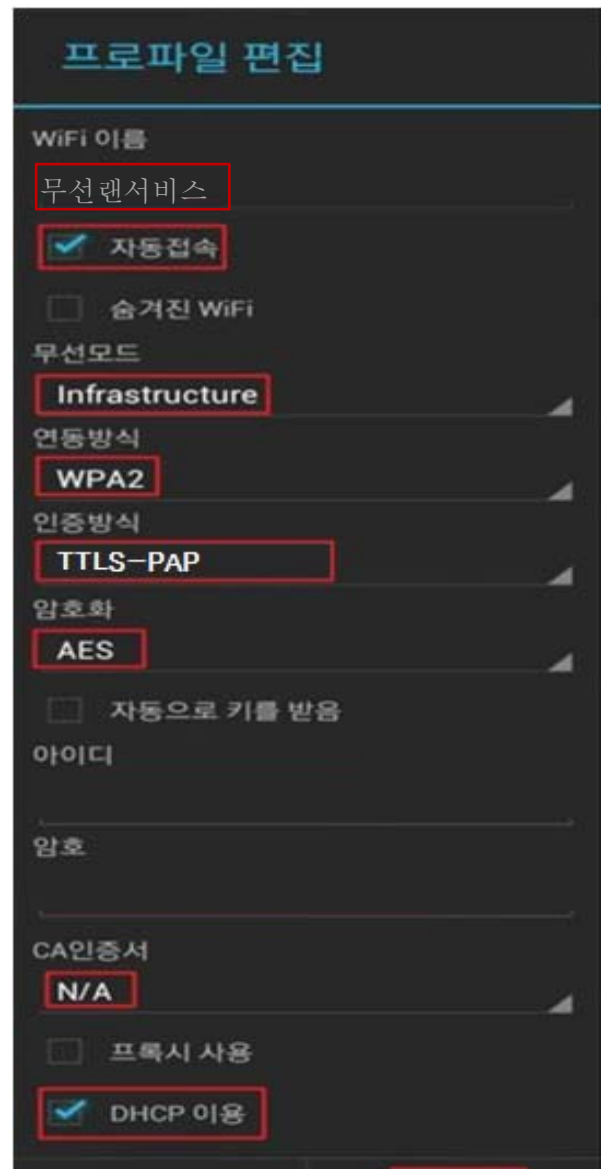 프로파일 편집
WiFi 이름
무선랜서비스
자동접속
숨겨진 WiFi
무선모드
Infrastructure
연동방식
WPA2
인증방식
TTLS-PAP
암호화
AES
자동으로 키를 받음
아이디
암호
CA인증서
N/A
프록시 사용
DHCP 이용